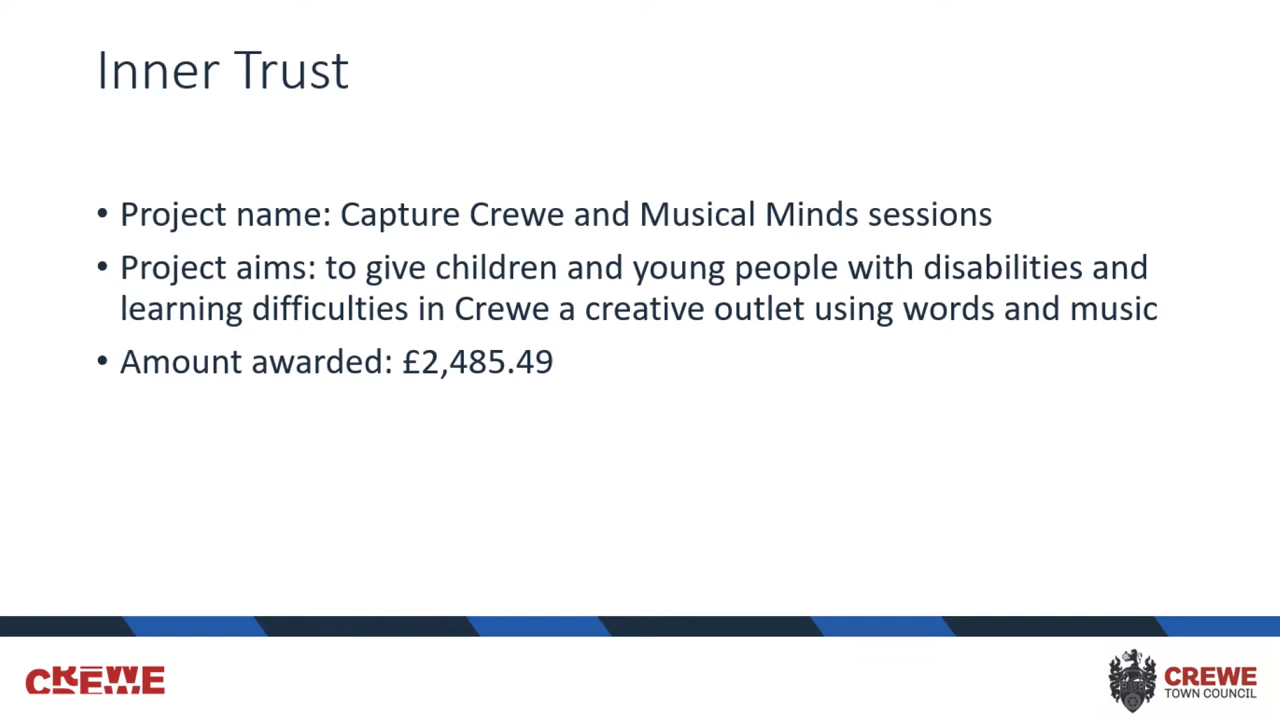 Inner Trust
• Project name: Capture Crewe and Musical Minds sessions
• Project aims: to give children and young people with disabilities and
learning difficulties in Crewe a creative outlet using words and music
• Amount awarded: £2,485.49
CREWE
CREWE
TOWN COUNCIL